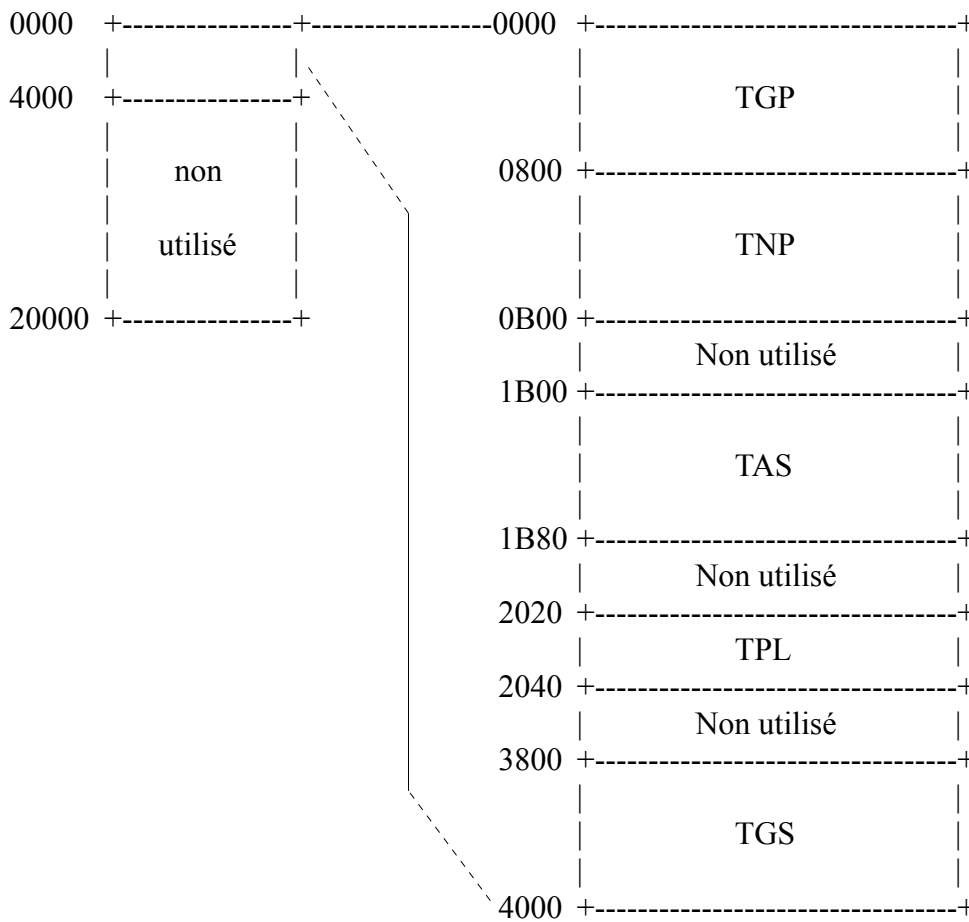 0000 +-----------------+-----------------0000 +----------------------------------+
| | | |
| | | TGP |
4000 +-----------------+ | |
| | 0800 +----------------------------------+
| non | | |
| | | TNP |
| utilisé | | |
| | | |
20000 +-----------------+ 0B00 +----------------------------------+
| Non utilisé |
1B00 +----------------------------------+
| |
| TAS |
| |
1B80 +----------------------------------+
| Non utilisé |
2020 +----------------------------------+
| TPL |
2040 +----------------------------------+
| Non utilisé |
3800 +----------------------------------+
| |
| TGS |
| |
4000 +----------------------------------+